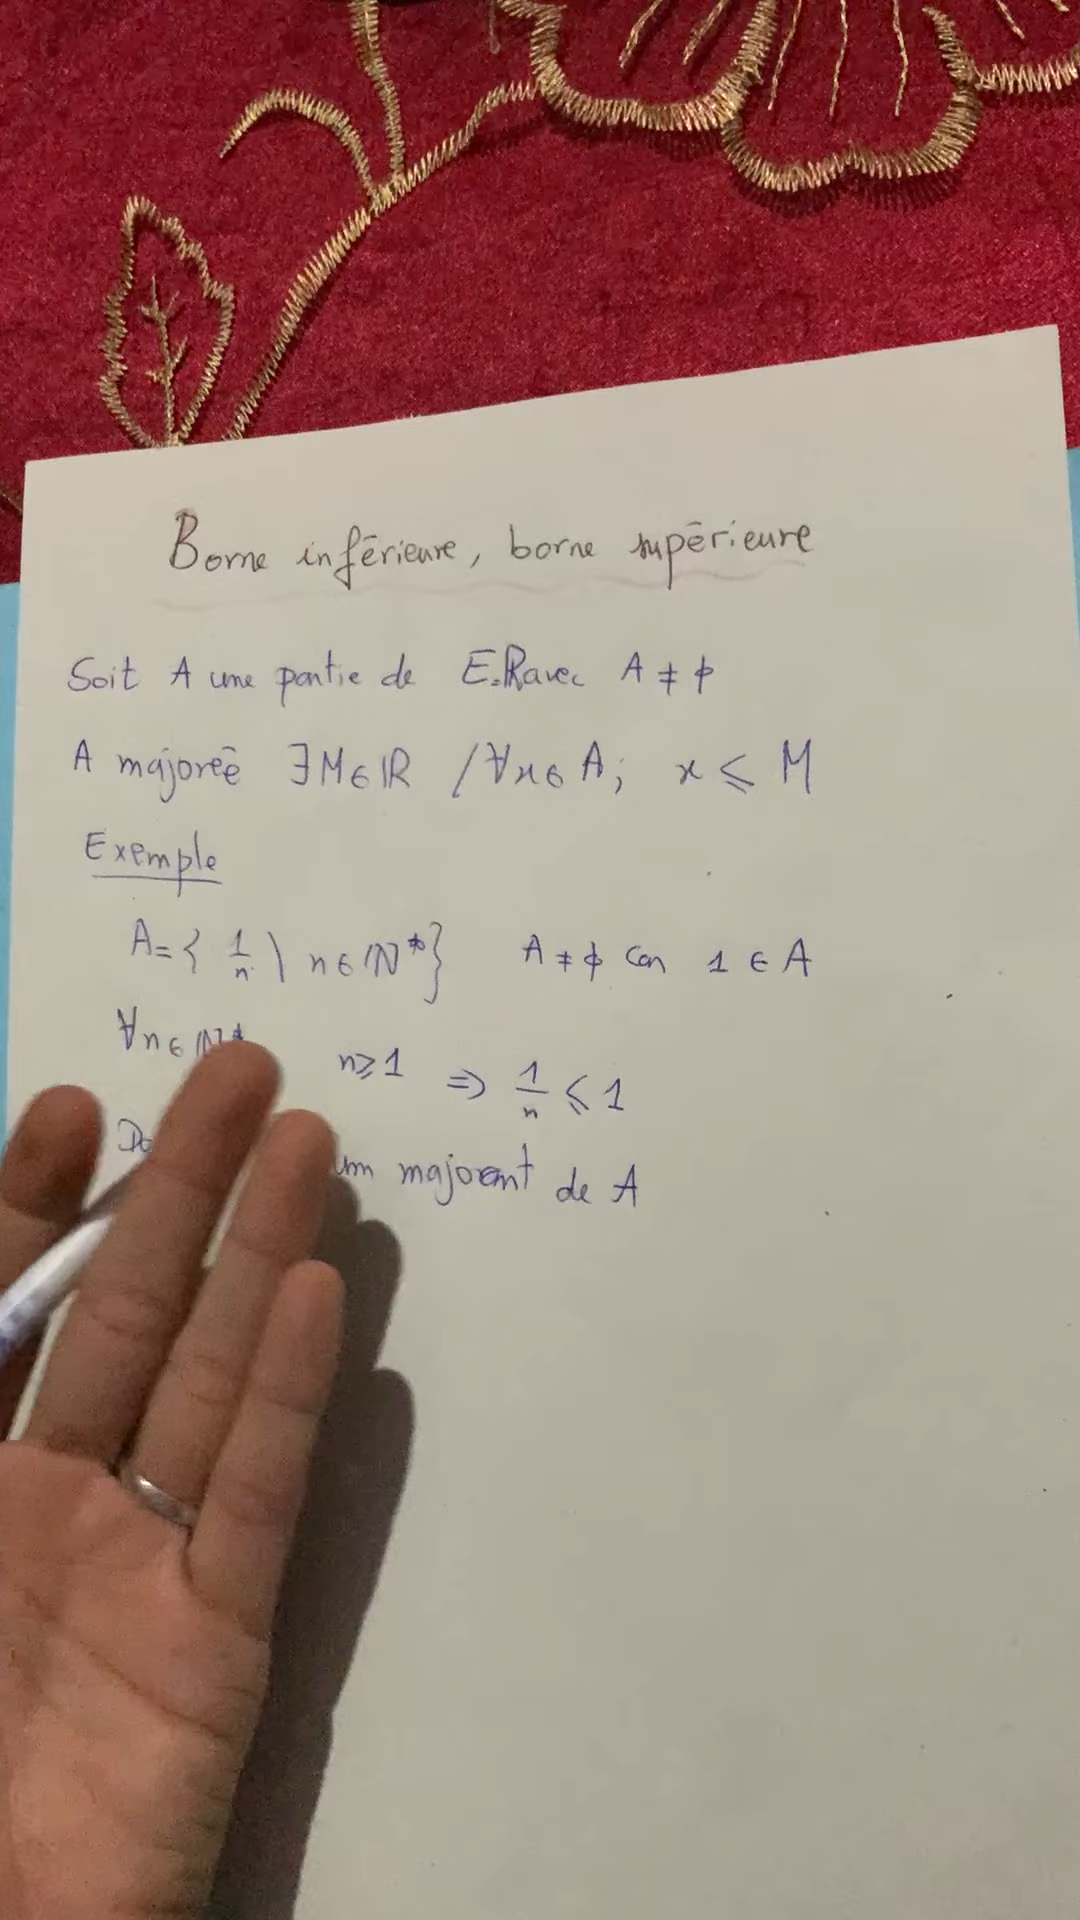 Borne inférieure, borne supérieure
Soit A une partie de E=ℝ avec A ≠ ϕ
A majorée ∃M∈ℝ /∀x∈A; x ⩽ M
Exemple
A={ 1/n \ n∈ℕ* } A ≠ ϕ car 1 ∈ A
∀n∈ℕ* n⩾1 ⇒ 1/n ⩽ 1
un majorant de A